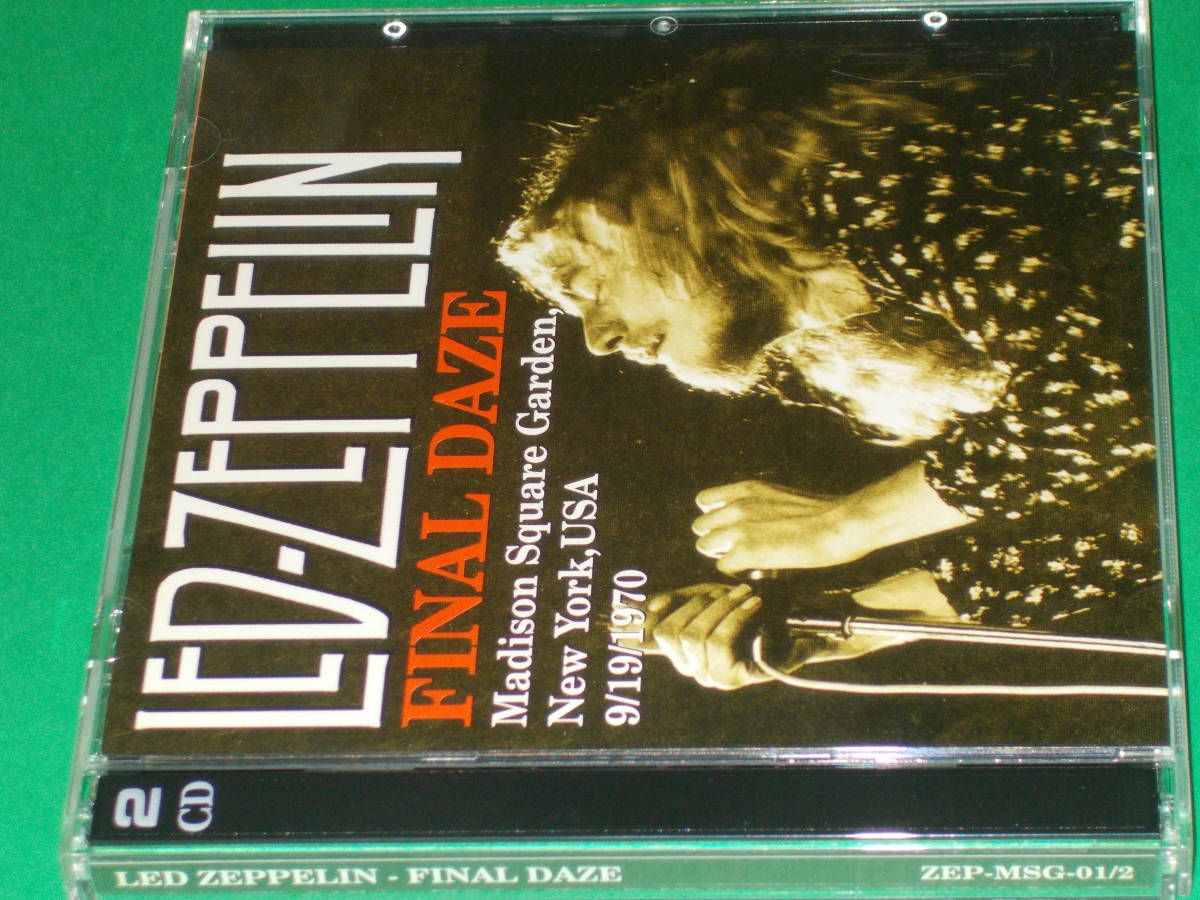 LED-ZEPPELIN
FINAL DAZE
Madison Square Garden,
New York,USA
9/19/1970
2
CD
LED ZEPPELIN - FINAL DAZE
ZEP-MSG-01/2